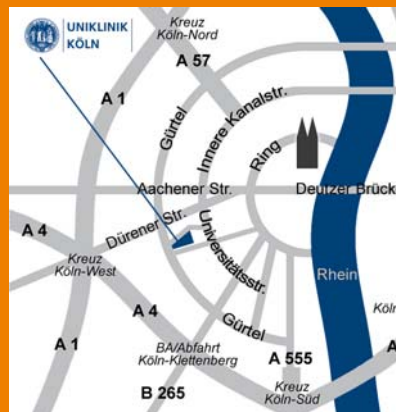 UNIKLINIK
KÖLN
Kreuz
Köln-Nord
A 57
A 1
Gürtel
Innere Kanalstr.
Ring
Aachener Str.
Deutzer Brück
Dürener Str.
Universitätsstr.
A 4
Kreuz
Köln-West
Rhein
A 4
Gürtel
A 1
BA/Abfahrt
Köln-Klettenberg
A 555
B 265
Kreuz
Köln-Süd
Köln
A